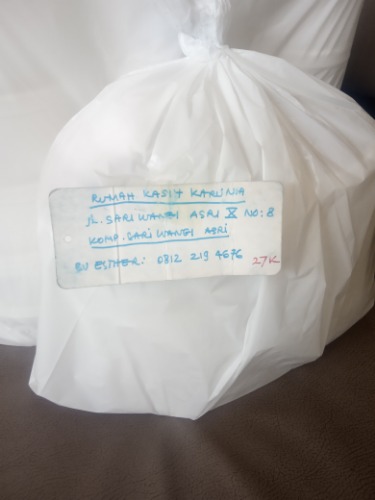 RUMAH KASIH KARUNIA
JL. SARIWANGI ASRI X NO: 8
KOMP. SARIWANGI ASRI
BU ESTHER: 0812 219 4676 27K